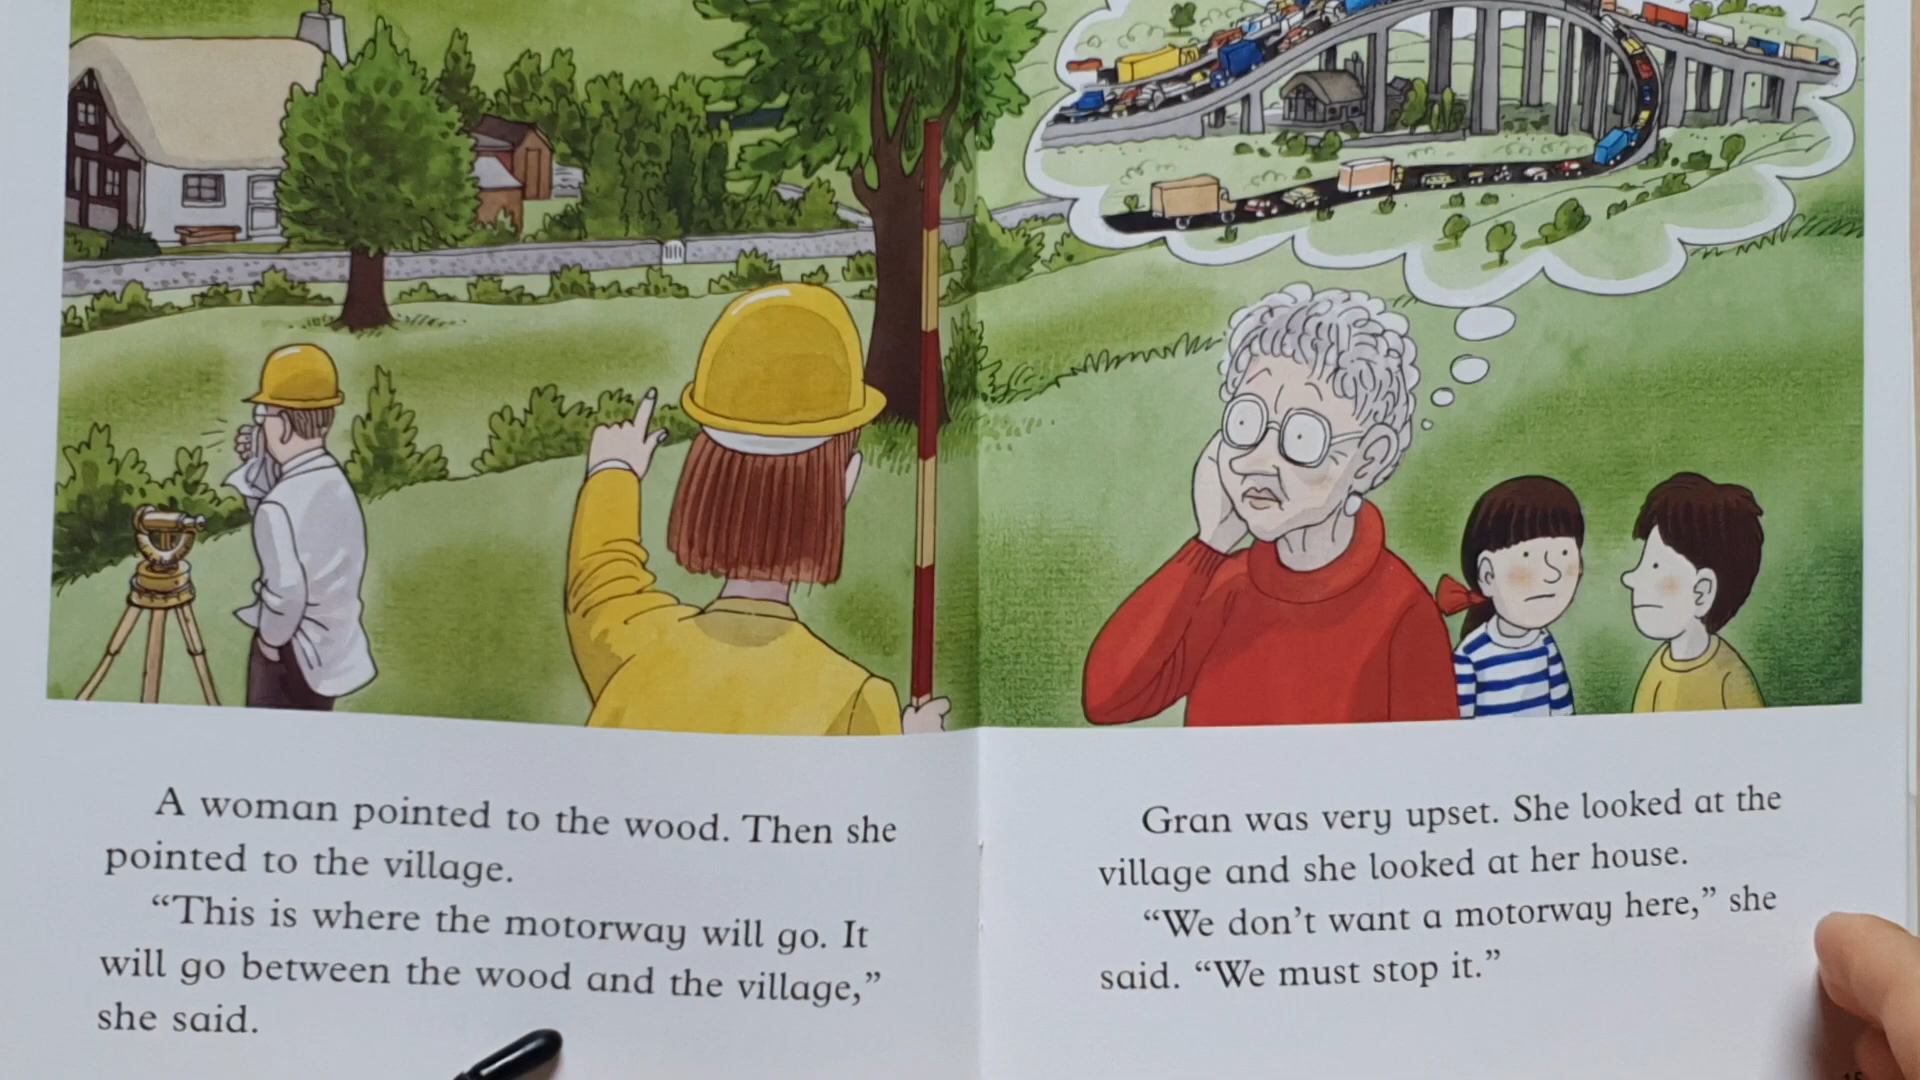 A woman pointed to the wood. Then she
pointed to the village.
“This is where the motorway will go. It
will go between the wood and the village,”
she said.
Gran was very upset. She looked at the
village and she looked at her house.
“We don’t want a motorway here,” she
said. “We must stop it.”